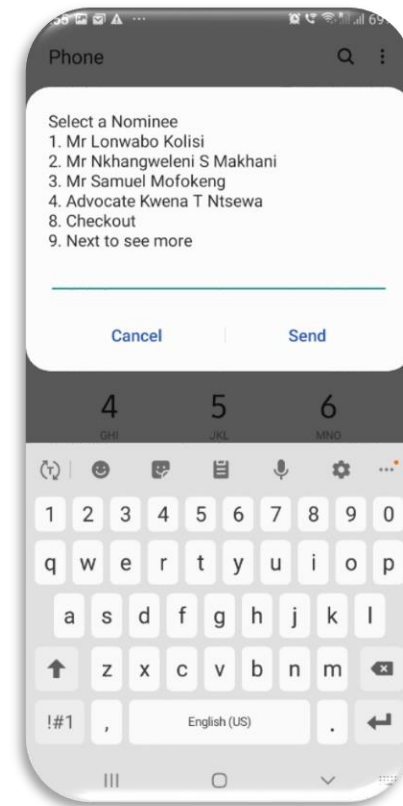 Phone
Select a Nominee
1. Mr Lonwabo Kolisi
2. Mr Nkhangweleni S Makhani
3. Mr Samuel Mofokeng
4. Advocate Kwena T Ntsewa
8. Checkout
9. Next to see more
Cancel Send
4 5 6
GHI JKL MNO
1 2 3 4 5 6 7 8 9 0
q w e r t y u i o p
a s d f g h j k l
z x c v b n m
!#1 , English (US) .